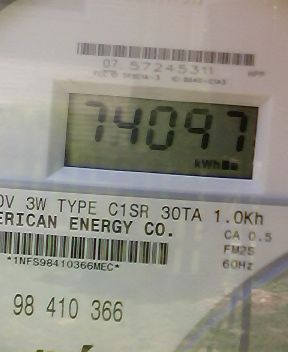 07 57245311
74097
kWh
0V 3W TYPE C1SR 30TA 1.0Kh
ERICAN ENERGY CO.
CA 0.5
FM2S
60Hz
*1NFS98410366MEC*
98 410 366